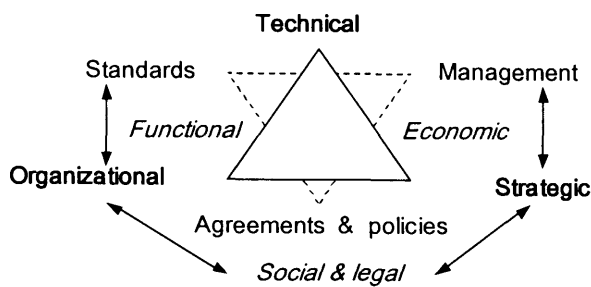 Technical
Standards
Management
Functional
Economic
Organizational
Strategic
Agreements & policies
Social & legal